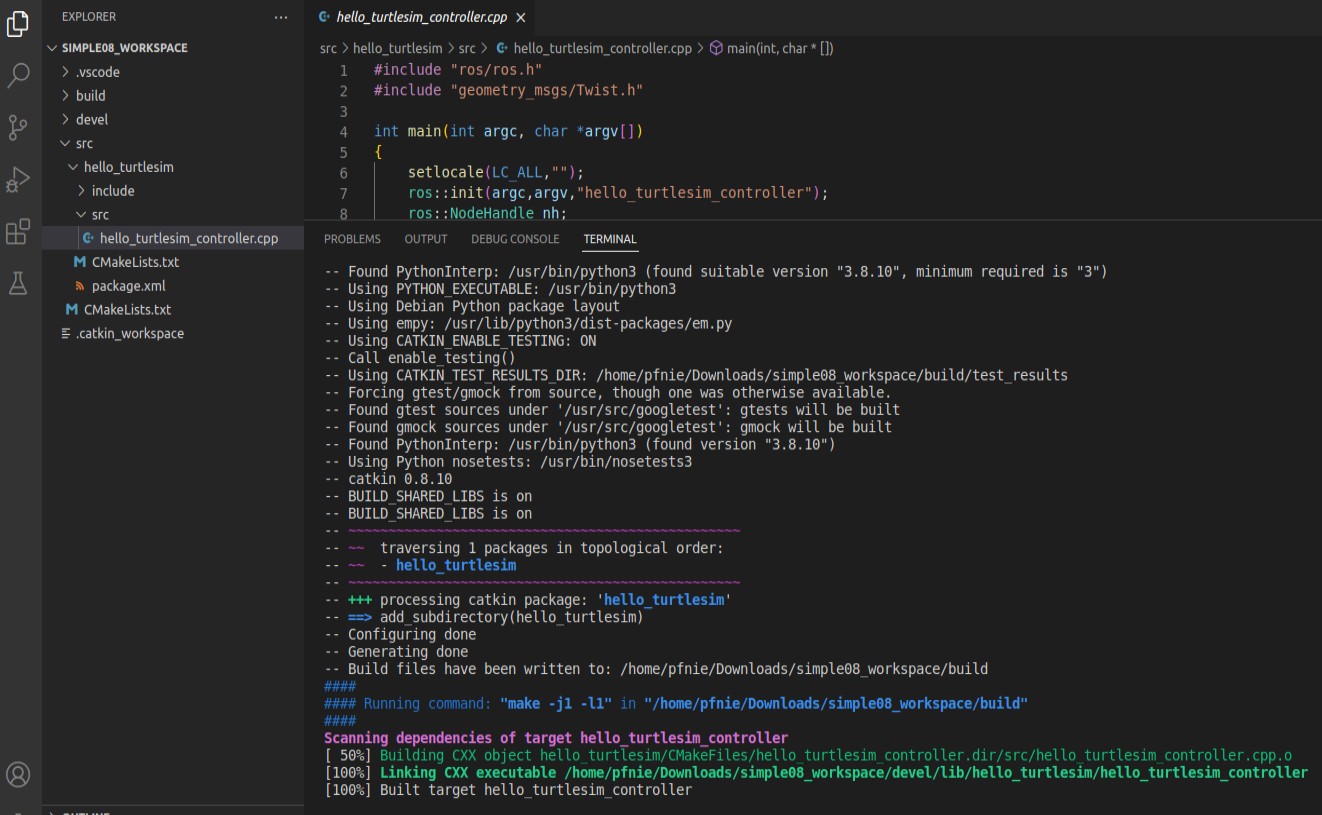 EXPLORER
···
SIMPLE08_WORKSPACE
.vscode
build
devel
src
hello_turtlesim
include
src
hello_turtlesim_controller.cpp
CMakeLists.txt
package.xml
CMakeLists.txt
.catkin_workspace
hello_turtlesim_controller.cpp ×
src > hello_turtlesim > src > hello_turtlesim_controller.cpp > main(int, char * [])
1 #include "ros/ros.h"
2 #include "geometry_msgs/Twist.h"
3
4 int main(int argc, char *argv[])
5 {
6 setlocale(LC_ALL,"");
7 ros::init(argc,argv,"hello_turtlesim_controller");
8 ros::NodeHandle nh;
PROBLEMS OUTPUT DEBUG CONSOLE TERMINAL
-- Found PythonInterp: /usr/bin/python3 (found suitable version "3.8.10", minimum required is "3")
-- Using PYTHON_EXECUTABLE: /usr/bin/python3
-- Using Debian Python package layout
-- Using empy: /usr/lib/python3/dist-packages/em.py
-- Using CATKIN_ENABLE_TESTING: ON
-- Call enable_testing()
-- Using CATKIN_TEST_RESULTS_DIR: /home/pfnie/Downloads/simple08_workspace/build/test_results
-- Forcing gtest/gmock from source, though one was otherwise available.
-- Found gtest sources under '/usr/src/googletest': gtests will be built
-- Found gmock sources under '/usr/src/googletest': gmock will be built
-- Found PythonInterp: /usr/bin/python3 (found version "3.8.10")
-- Using Python nosetests: /usr/bin/nosetests3
-- catkin 0.8.10
-- BUILD_SHARED_LIBS is on
-- BUILD_SHARED_LIBS is on
-- ~~~~~~~~~~~~~~~~~~~~~~~~~~~~~~~~~~~~~~~~~~~~~~~~~
-- ~~  traversing 1 packages in topological order:
-- ~~  - hello_turtlesim
-- ~~~~~~~~~~~~~~~~~~~~~~~~~~~~~~~~~~~~~~~~~~~~~~~~~
-- +++ processing catkin package: 'hello_turtlesim'
-- ==> add_subdirectory(hello_turtlesim)
-- Configuring done
-- Generating done
-- Build files have been written to: /home/pfnie/Downloads/simple08_workspace/build
####
#### Running command: "make -j1 -l1" in "/home/pfnie/Downloads/simple08_workspace/build"
####
Scanning dependencies of target hello_turtlesim_controller
[ 50%] Building CXX object hello_turtlesim/CMakeFiles/hello_turtlesim_controller.dir/src/hello_turtlesim_controller.cpp.o
[100%] Linking CXX executable /home/pfnie/Downloads/simple08_workspace/devel/lib/hello_turtlesim/hello_turtlesim_controller
[100%] Built target hello_turtlesim_controller